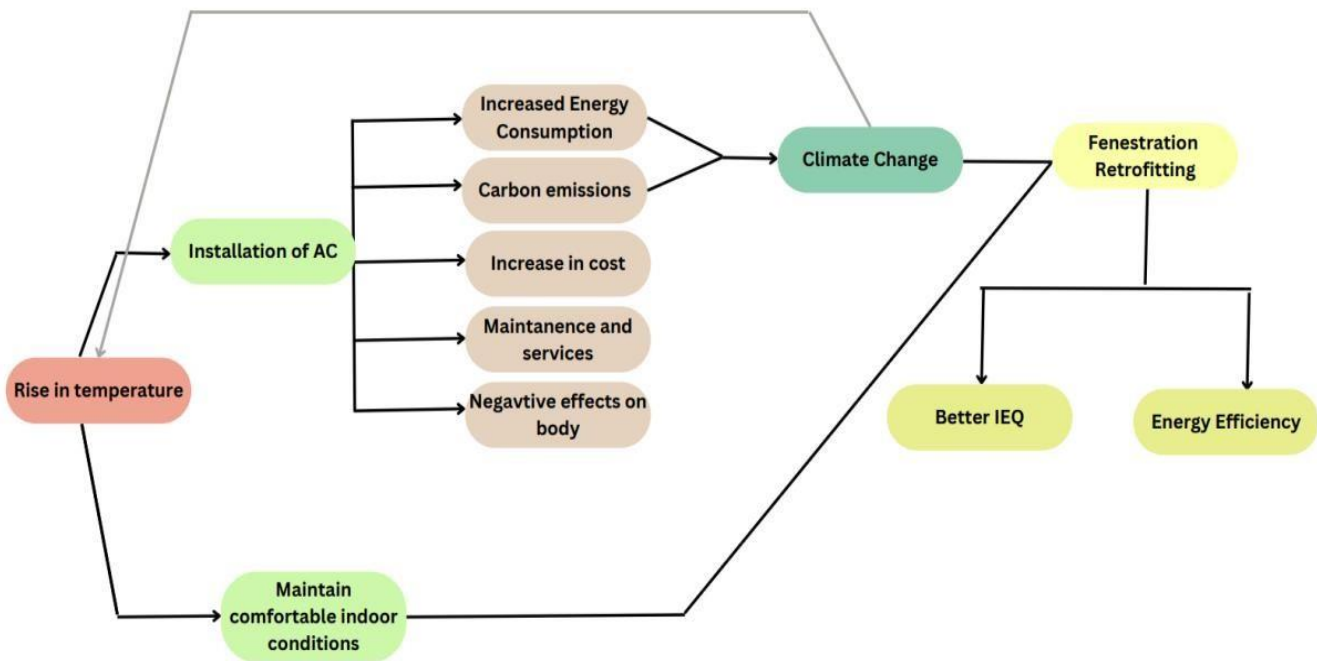 Increased Energy
Consumption
Climate Change
Fenestration
Retrofitting
Carbon emissions
Installation of AC
Increase in cost
Maintanence and
services
Rise in temperature
Negavtive effects on
body
Better IEQ
Energy Efficiency
Maintain
comfortable indoor
conditions